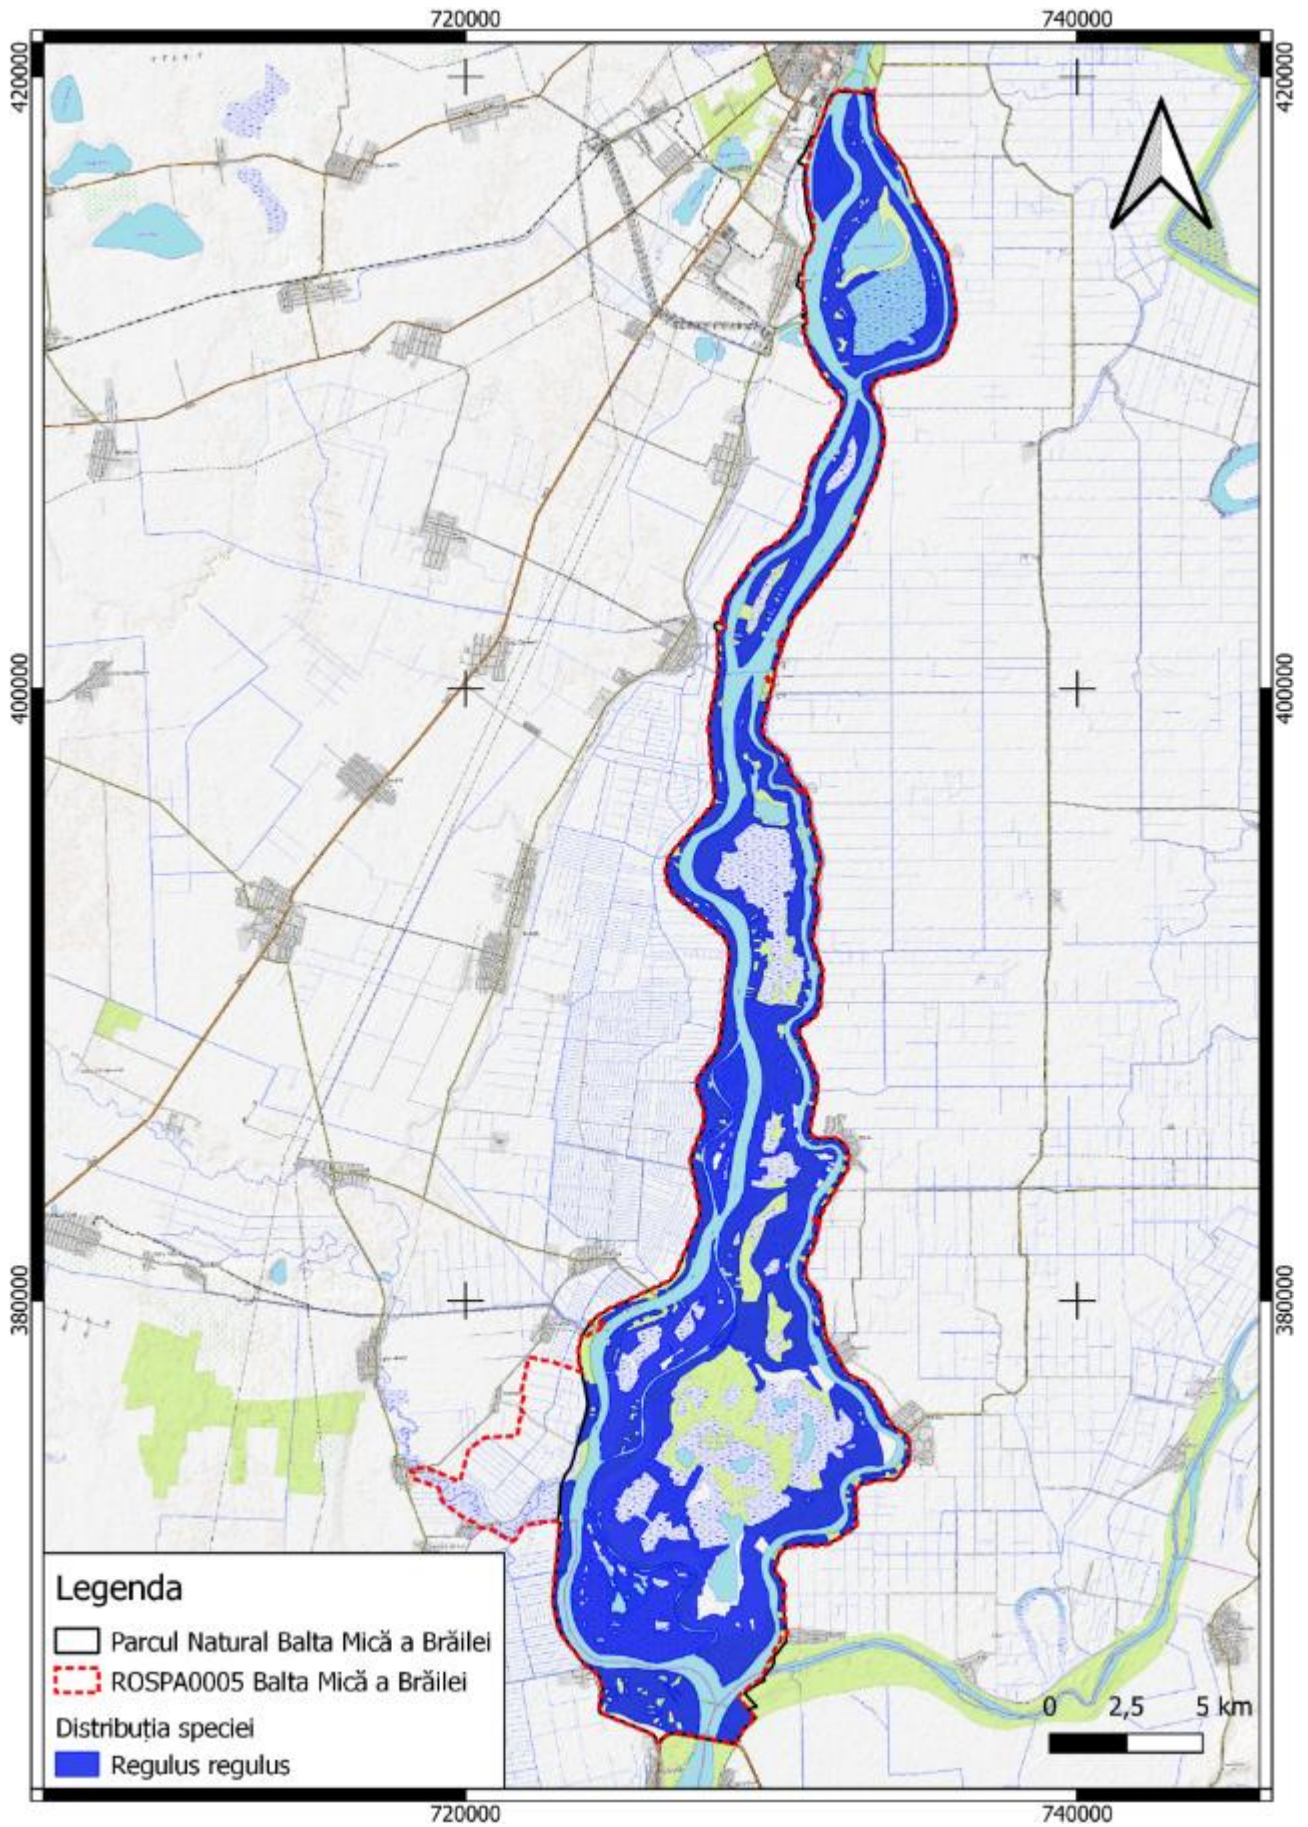 720000 740000
420000 420000
400000 400000
380000 380000
Legenda
Parcul Natural Balta Mică a Brăilei
ROSPA0005 Balta Mică a Brăilei
Distribuția speciei
Regulus regulus
0 2,5 5 km
720000 740000